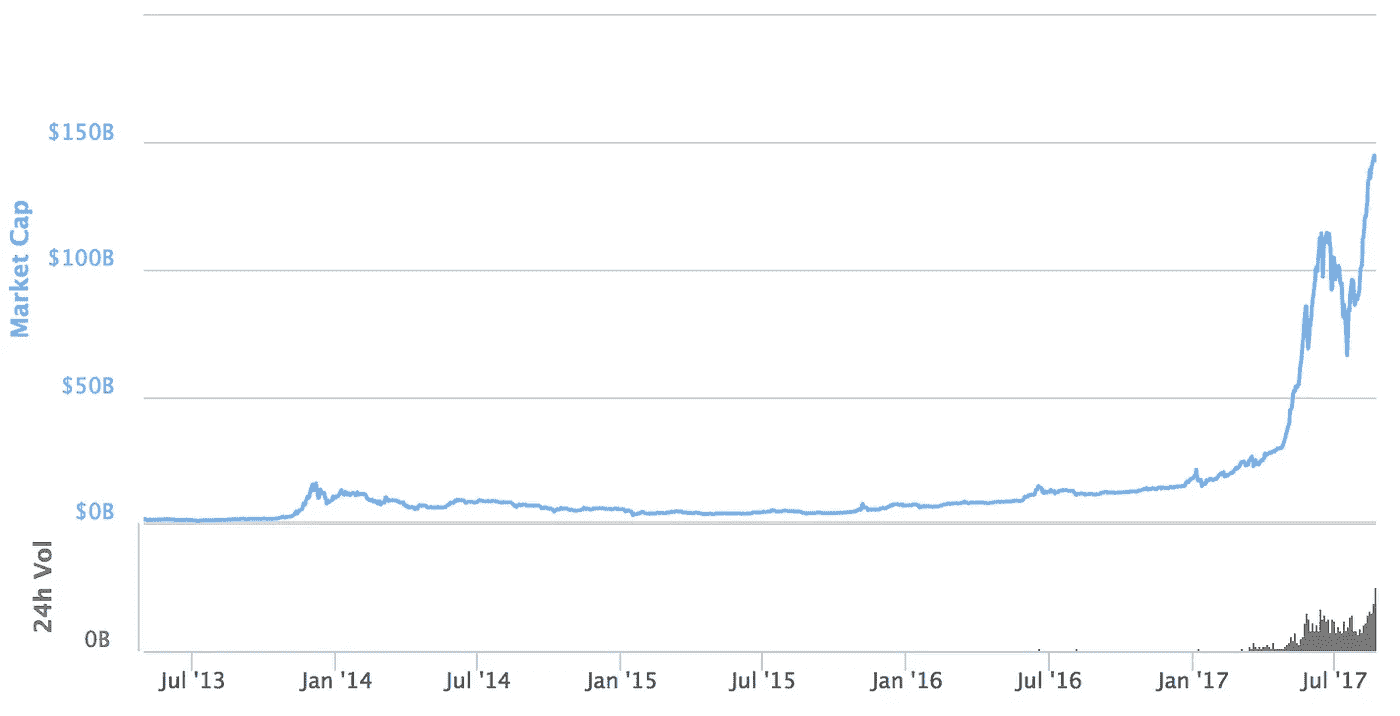 $150B
$100B
$50B
$0B
Market Cap
24h Vol
0B
Jul '13
Jan '14
Jul '14
Jan '15
Jul '15
Jan '16
Jul '16
Jan '17
Jul '17